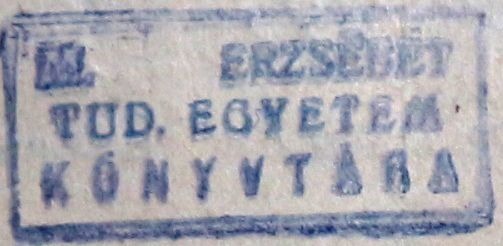 M. ERZSÉBET
TUD. EGYETEM
KÖNYVTÁRA